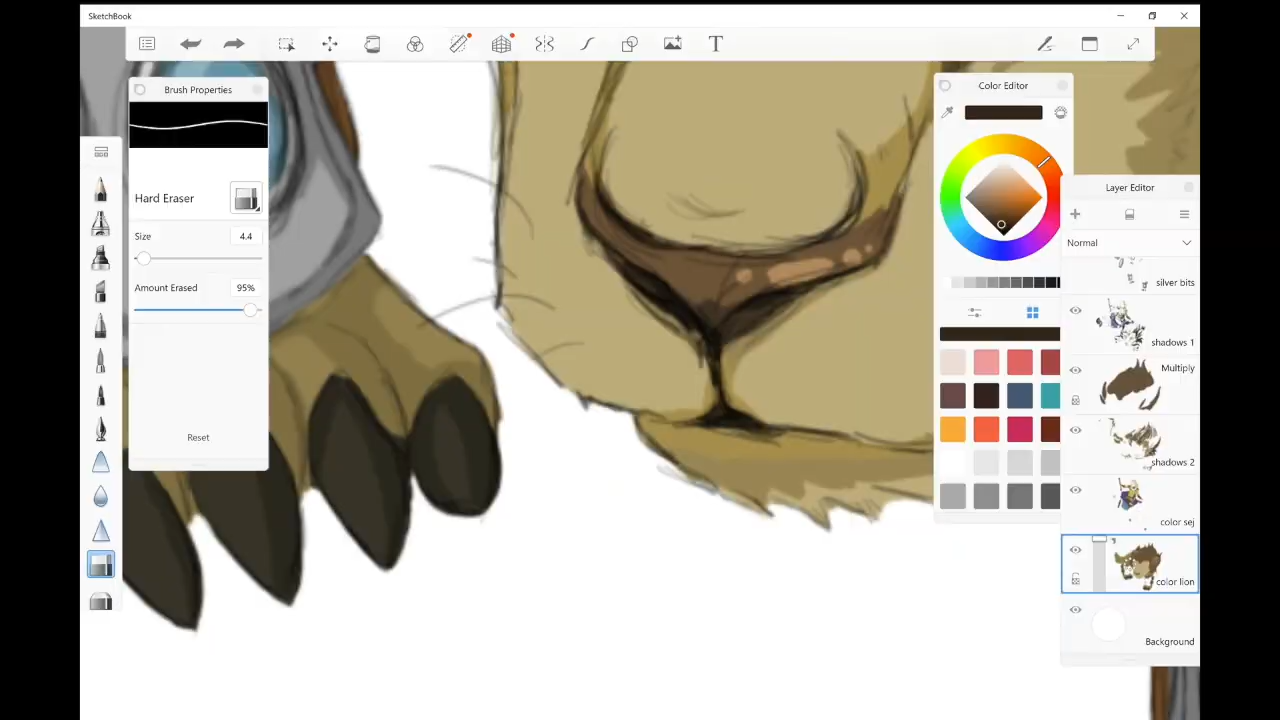 SketchBook
T
Brush Properties
Hard Eraser
Size
4.4
Amount Erased
95%
Reset
Color Editor
Layer Editor
Normal
silver bits
shadows 1
Multiply
shadows 2
color sej
color lion
Background